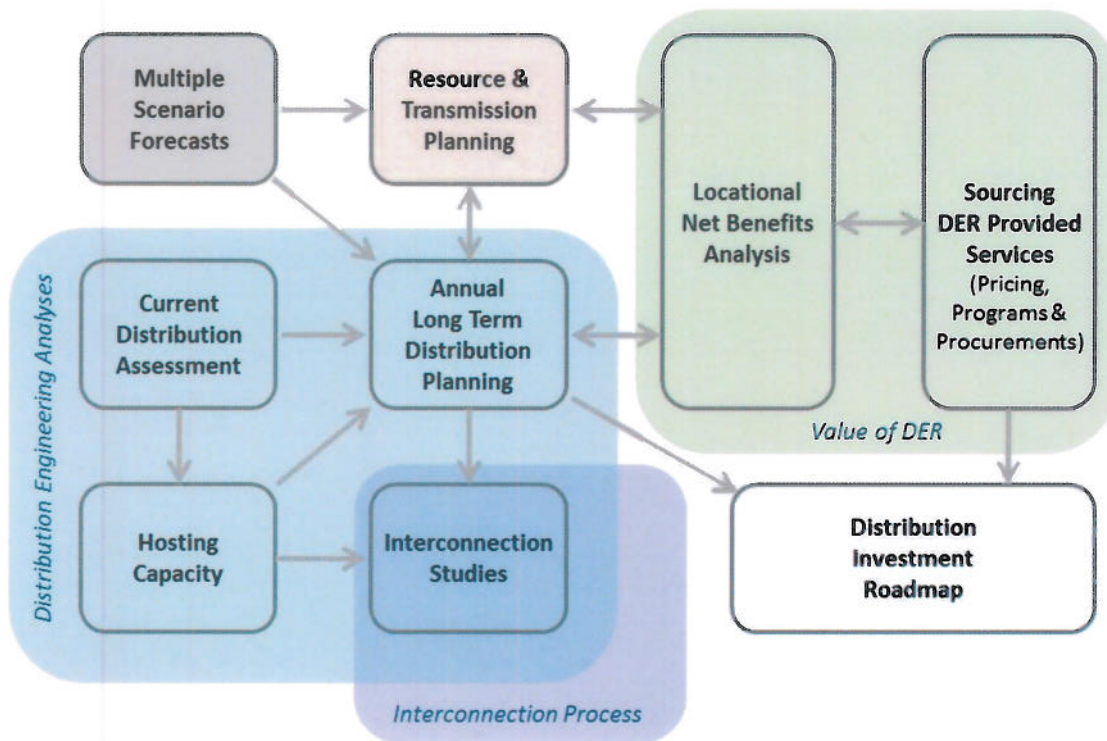 Multiple
Scenario
Forecasts
Resource &
Transmission
Planning
Locational
Net Benefits
Analysis
Sourcing
DER Provided
Services
(Pricing,
Programs &
Procurements)
Value of DER
Distribution Engineering Analyses
Current
Distribution
Assessment
Annual
Long Term
Distribution
Planning
Hosting
Capacity
Interconnection
Studies
Interconnection Process
Distribution
Investment
Roadmap